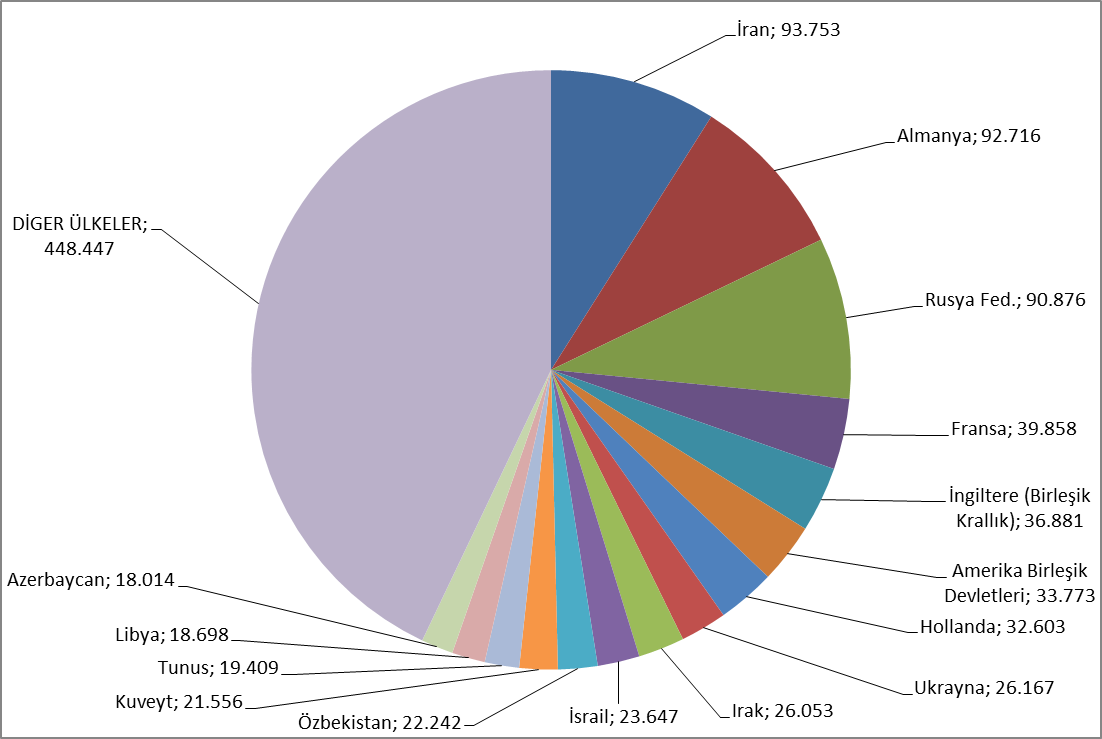 İran; 93.753
Almanya; 92.716
Rusya Fed.; 90.876
Fransa; 39.858
İngiltere (Birleşik
Krallık); 36.881
Amerika Birleşik
Devletleri; 33.773
Hollanda; 32.603
Ukrayna; 26.167
Irak; 26.053
İsrail; 23.647
Özbekistan; 22.242
Kuveyt; 21.556
Tunus; 19.409
Libya; 18.698
Azerbaycan; 18.014
DİGER ÜLKELER;
448.447